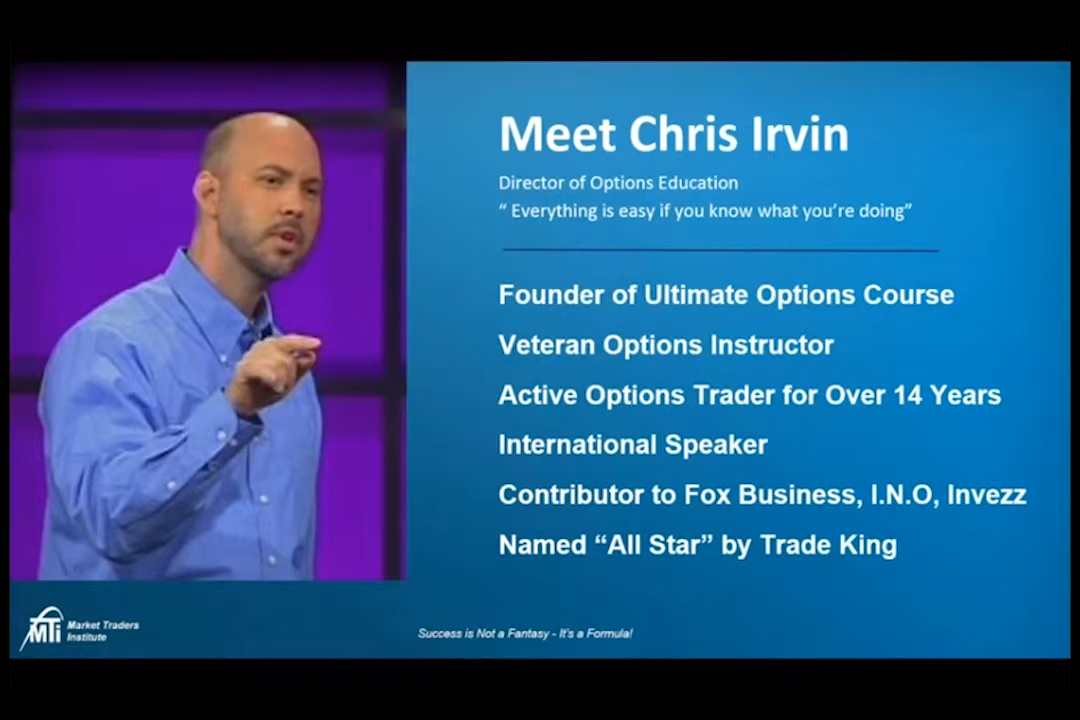 Meet Chris Irvin
Director of Options Education
“ Everything is easy if you know what you’re doing”
Founder of Ultimate Options Course
Veteran Options Instructor
Active Options Trader for Over 14 Years
International Speaker
Contributor to Fox Business, I.N.O, Invezz
Named “All Star” by Trade King
MTi
Market Traders
Institute
Success is Not a Fantasy - It's a Formula!